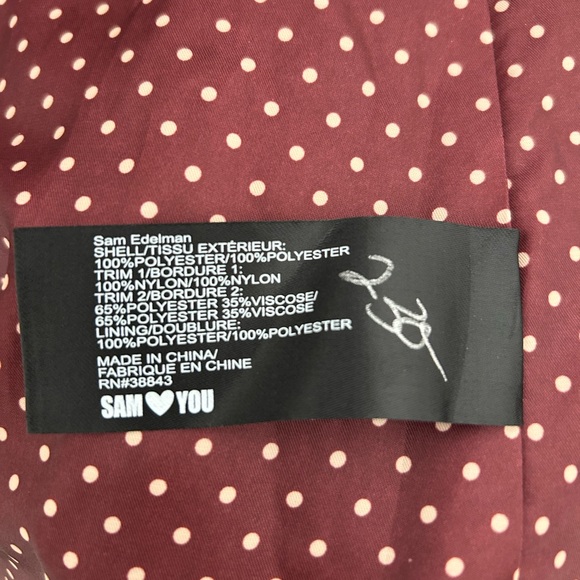 Sam Edelman
SHELL/TISSU EXTÉRIEUR:
100%POLYESTER/100%POLYESTER
TRIM 1/BORDURE 1:
100%NYLON/100%NYLON
TRIM 2/BORDURE 2:
65%POLYESTER 35%VISCOSE/
65%POLYESTER 35%VISCOSE
LINING/DOUBLURE:
100%POLYESTER/100%POLYESTER
MADE IN CHINA/
FABRIQUE EN CHINE
RN#38843
SAM♥YOU